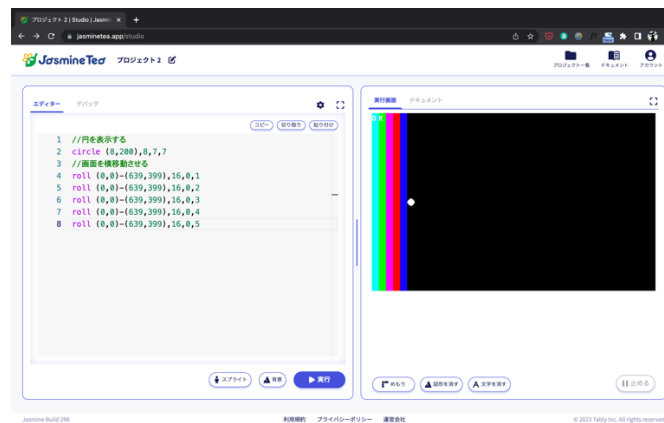 プロジェクト 2 | Studio | Jasmin
jasminetea.app/studio
JasmineTea プロジェクト2
プロジェクト一覧 ドキュメント アカウント
エディター デバッグ
コピー 切り取り 貼り付け
1 //円を表示する
2 circle (8,200),8,7,7
3 //画面を横移動させる
4 roll (0,0)-(639,399),16,0,1
5 roll (0,0)-(639,399),16,0,2
6 roll (0,0)-(639,399),16,0,3
7 roll (0,0)-(639,399),16,0,4
8 roll (0,0)-(639,399),16,0,5
スプライト 背景 実行
実行画面 ドキュメント
OK
めもり 図形を消す 文字を消す 止める
Jasmine Build 288 利用規約 プライバシーポリシー 運営会社 © 2023 Tably Inc. All rights reserved